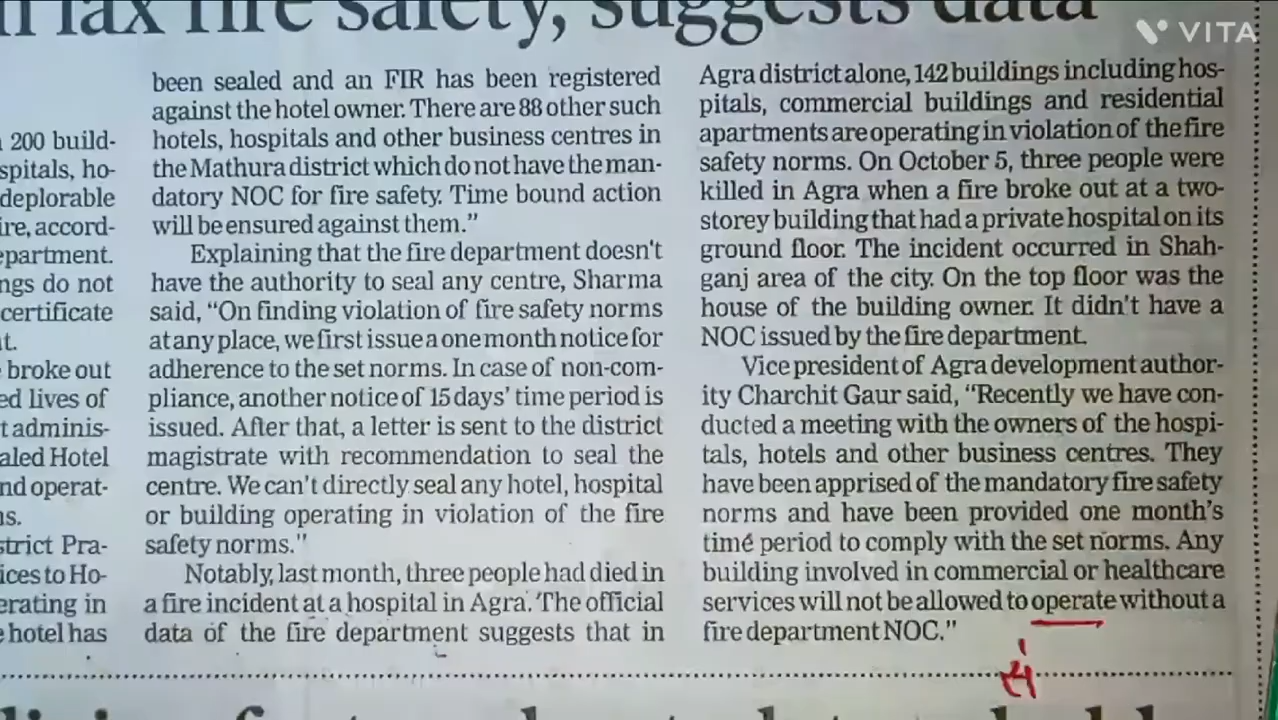 lax fire safety, suggests data
VITA
200 build-
spitals, ho-
deplorable
ire, accord-
epartment.
ngs do not
certificate
t.
broke out
ed lives of
t adminis-
aled Hotel
nd operat-
ns.
strict Pra-
ices to Ho-
erating in
hotel has
been sealed and an FIR has been registered
against the hotel owner. There are 88 other such
hotels, hospitals and other business centres in
the Mathura district which do not have the man-
datory NOC for fire safety. Time bound action
will be ensured against them."
Explaining that the fire department doesn't
have the authority to seal any centre, Sharma
said, "On finding violation of fire safety norms
at any place, we first issue a one month notice for
adherence to the set norms. In case of non-com-
pliance, another notice of 15 days' time period is
issued. After that, a letter is sent to the district
magistrate with recommendation to seal the
centre. We can't directly seal any hotel, hospital
or building operating in violation of the fire
safety norms."
Notably, last month, three people had died in
a fire incident at a hospital in Agra. The official
data of the fire department suggests that in
Agra district alone, 142 buildings including hos-
pitals, commercial buildings and residential
apartments are operating in violation of the fire
safety norms. On October 5, three people were
killed in Agra when a fire broke out at a two-
storey building that had a private hospital on its
ground floor. The incident occurred in Shah-
ganj area of the city. On the top floor was the
house of the building owner. It didn't have a
NOC issued by the fire department.
Vice president of Agra development author-
ity Charchit Gaur said, "Recently we have con-
ducted a meeting with the owners of the hospi-
tals, hotels and other business centres. They
have been apprised of the mandatory fire safety
norms and have been provided one month's
time period to comply with the set norms. Any
building involved in commercial or healthcare
services will not be allowed to operate without a
fire department NOC."